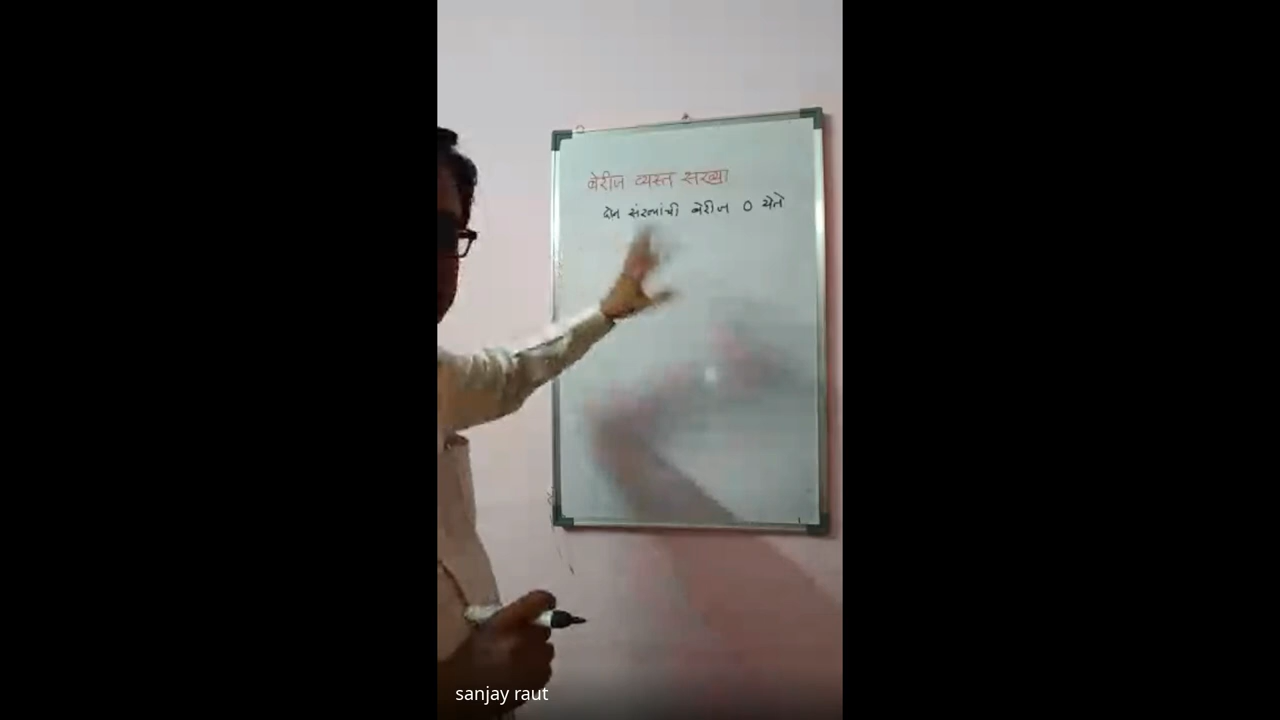 बेरीज व्यस्त संख्या
दोन संख्यांची बेरीज 0 येते
sanjay raut